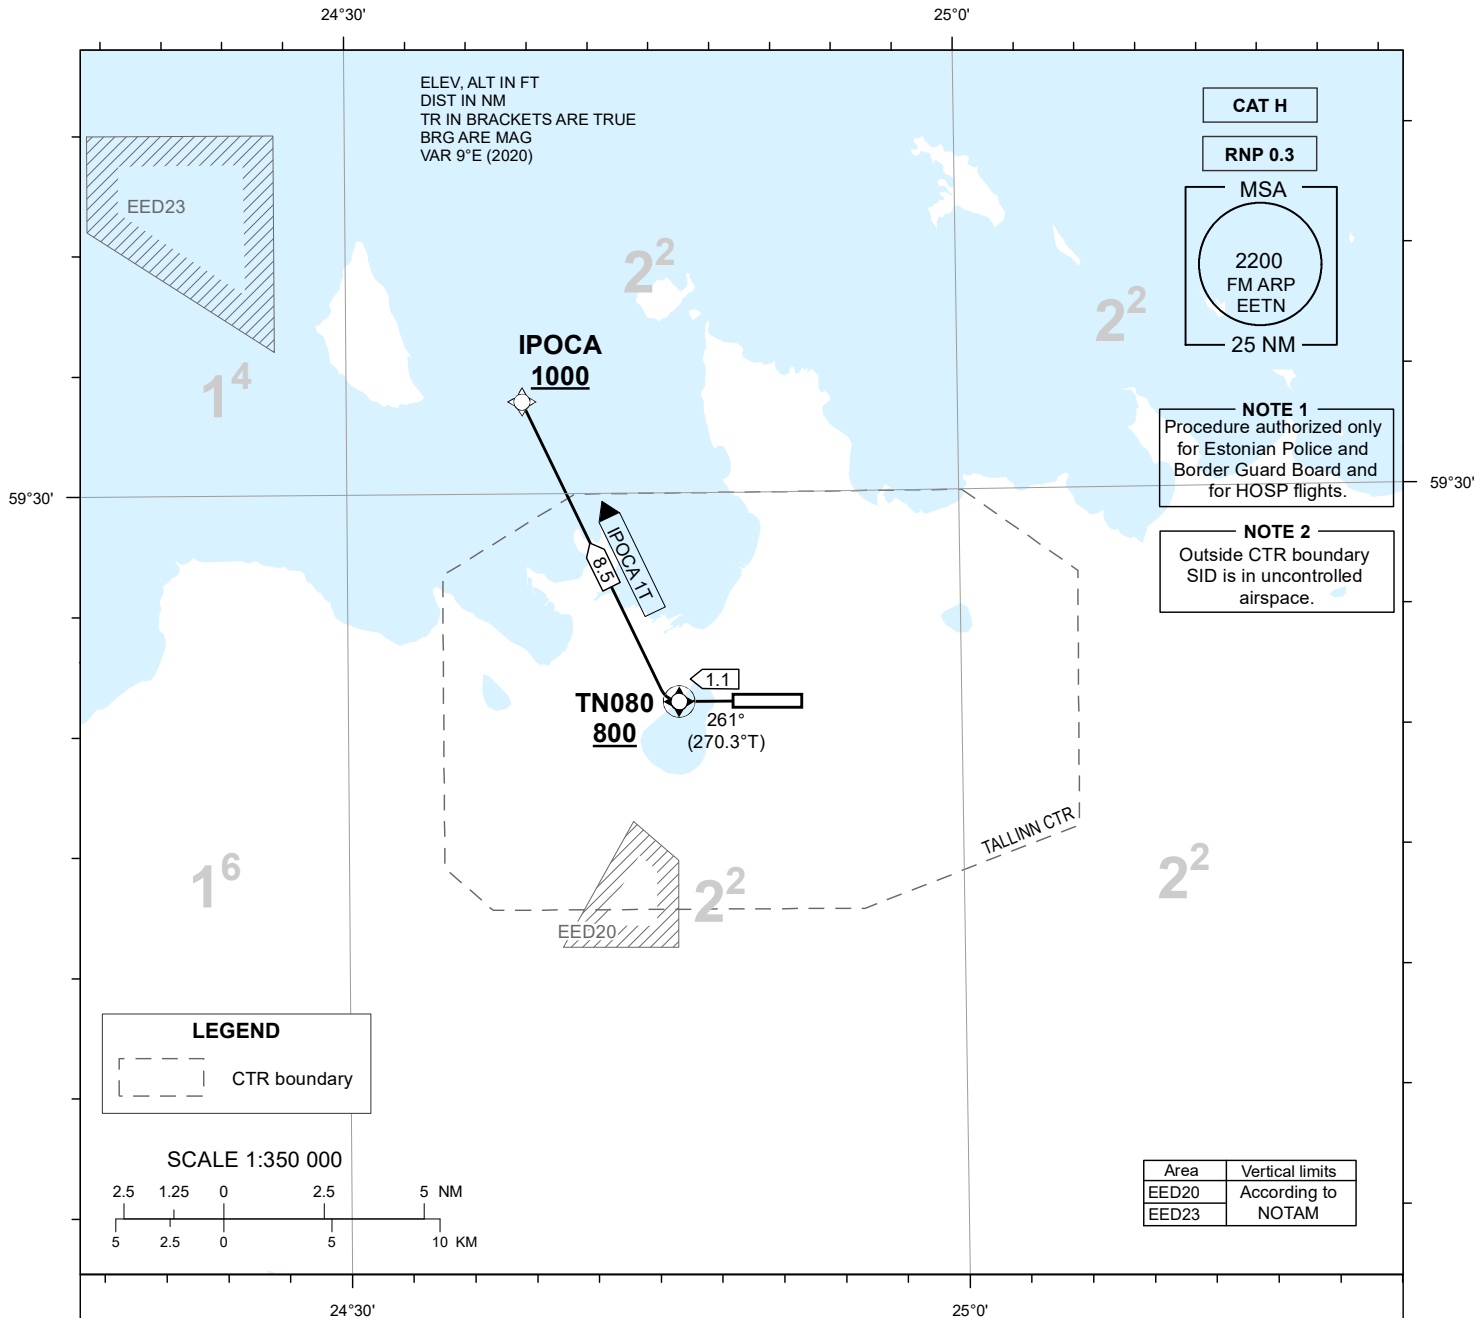 24°30'
25°0'
ELEV, ALT IN FT
DIST IN NM
TR IN BRACKETS ARE TRUE
BRG ARE MAG
VAR 9°E (2020)
CAT H
RNP 0.3
MSA
2200
FM ARP
EETN
25 NM
EED23
2²
2²
1⁴
IPOCA
1000
NOTE 1
Procedure authorized only
for Estonian Police and
Border Guard Board and
for HOSP flights.
59°30'
59°30'
NOTE 2
Outside CTR boundary
SID is in uncontrolled
airspace.
IPOCA 1T
8.5
1.1
TN080
800
261°
(270.3°T)
TALLINN CTR
1⁶
2²
2²
EED20
LEGEND
CTR boundary
SCALE 1:350 000
2.5 1.25 0 2.5 5 NM
5 2.5 0 5 10 KM
Area Vertical limits
EED20 According to
EED23 NOTAM
24°30'
25°0'